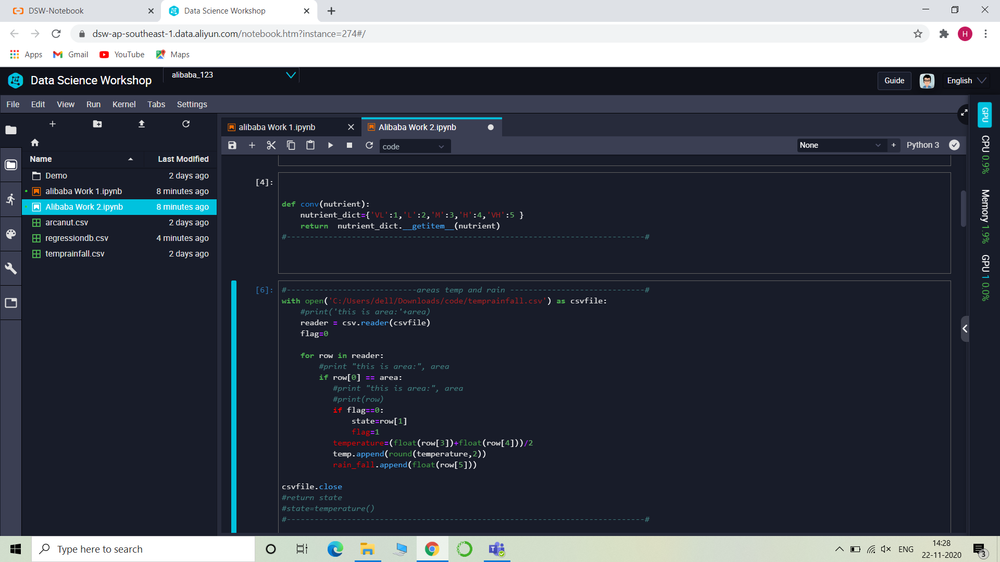 DSW-Notebook
Data Science Workshop
dsw-ap-southeast-1.data.aliyun.com/notebook.htm?instance=274#/
H
Apps
Gmail
YouTube
Maps
Data Science Workshop
alibaba_123
Guide
English
File Edit View Run Kernel Tabs Settings
Name
Last Modified
Demo 2 days ago
alibaba Work 1.ipynb 8 minutes ago
Alibaba Work 2.ipynb 8 minutes ago
arcanut.csv 2 days ago
regressiondb.csv 4 minutes ago
temprainfall.csv 2 days ago
alibaba Work 1.ipynb
Alibaba Work 2.ipynb
code
None
Python 3
[4]:
def conv(nutrient):
    nutrient_dict={'VL':1,'L':2,'M':3,'H':4,'VH':5 }
    return  nutrient_dict.__getitem__(nutrient)
#-----------------------------------------------------------------------------#
[6]:
#----------------------------areas temp and rain -----------------------------#
with open('C:/Users/dell/Downloads/code/temprainfall.csv') as csvfile:
    #print('this is area:'+area)
    reader = csv.reader(csvfile)
    flag=0
    for row in reader:
        #print "this is area:", area
        if row[0] == area:
           #print "this is area:", area
           #print(row)
           if flag==0:
               state=row[1]
               flag=1
           temperature=(float(row[3])+float(row[4]))/2
           temp.append(round(temperature,2))
           rain_fall.append(float(row[5]))
csvfile.close
#return state
#state=temperature()
#-----------------------------------------------------------------------------#
GPU
CPU 0.9%
Memory 1.9%
GPU 1 0.0%
Type here to search
ENG
14:28
22-11-2020
3